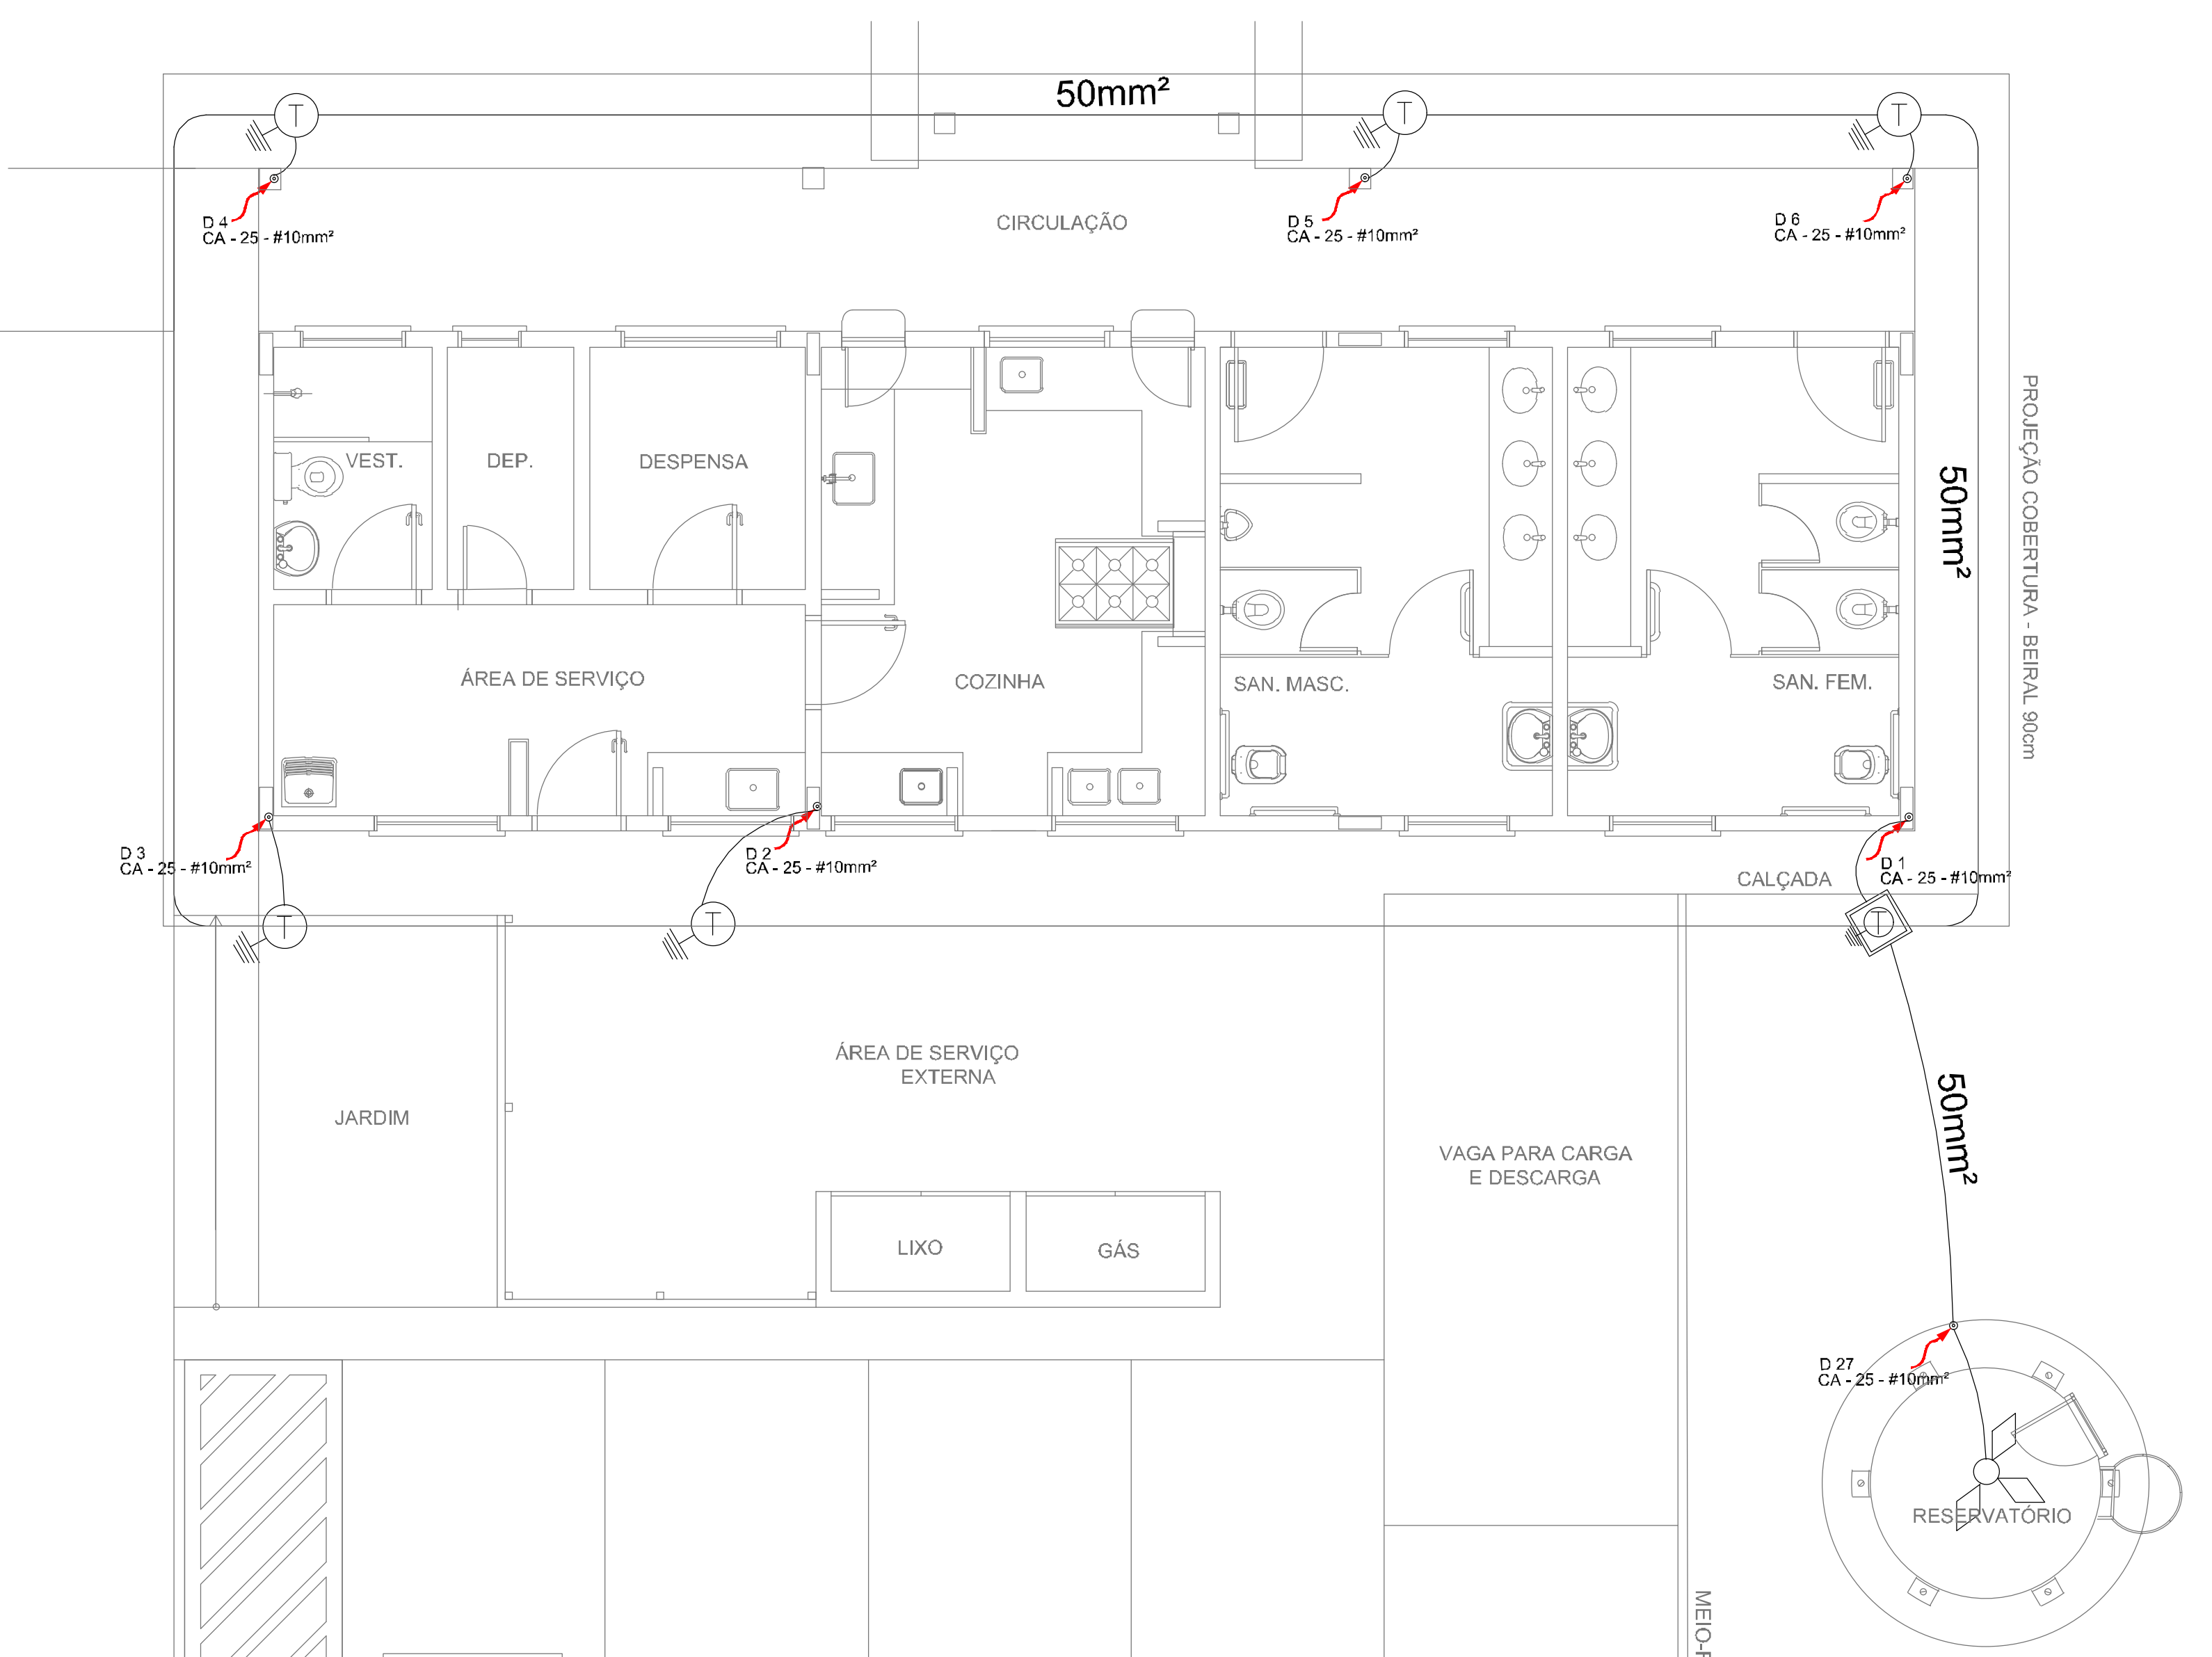 50mm²
T
T
T
D 4
CA - 25 - #10mm²
CIRCULAÇÃO
D 5
CA - 25 - #10mm²
D 6
CA - 25 - #10mm²
VEST.
DEP.
DESPENSA
50mm²
PROJEÇÃO COBERTURA - BEIRAL 90cm
ÁREA DE SERVIÇO
COZINHA
SAN. MASC.
SAN. FEM.
D 3
CA - 25 - #10mm²
D 2
CA - 25 - #10mm²
D 1
CA - 25 - #10mm²
CALÇADA
T
T
T
ÁREA DE SERVIÇO
EXTERNA
JARDIM
50mm²
VAGA PARA CARGA
E DESCARGA
LIXO
GÁS
D 27
CA - 25 - #10mm²
RESERVATÓRIO